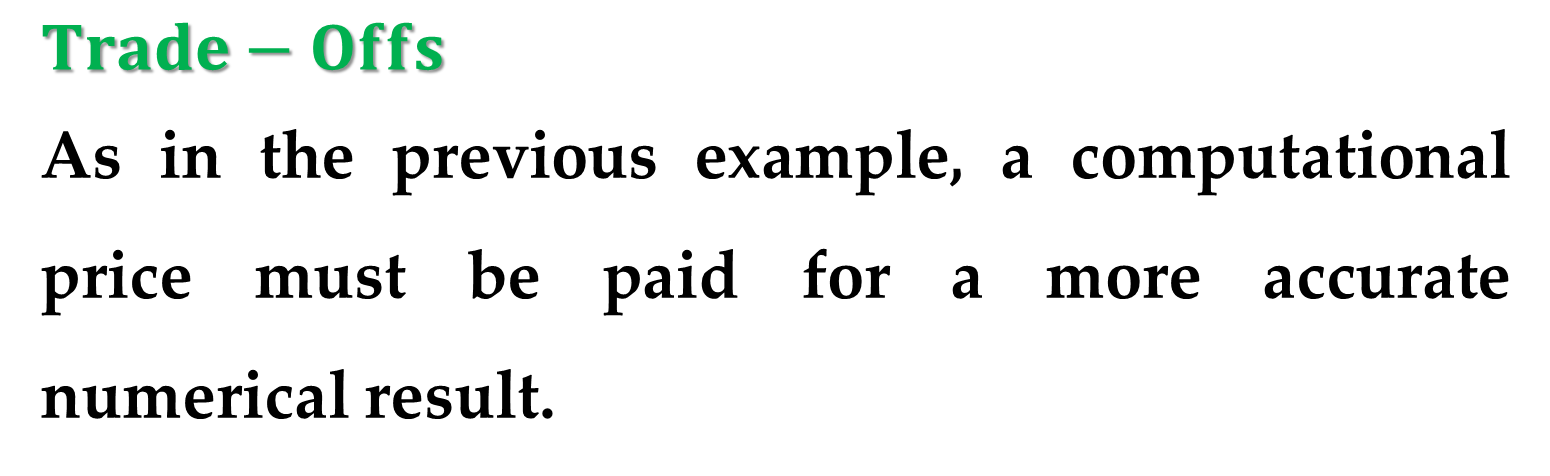 Trade − Offs
As in the previous example, a computational
price must be paid for a more accurate
numerical result.